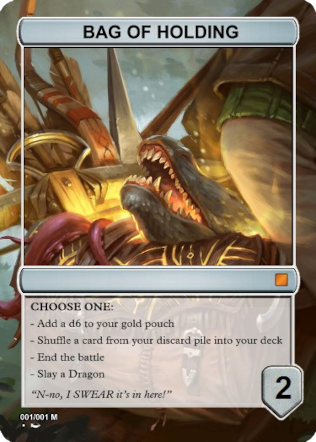 BAG OF HOLDING
CHOOSE ONE:
- Add a d6 to your gold pouch
- Shuffle a card from your discard pile into your deck
- End the battle
- Slay a Dragon
"N-no, I SWEAR it's in here!"
2
001/001 M